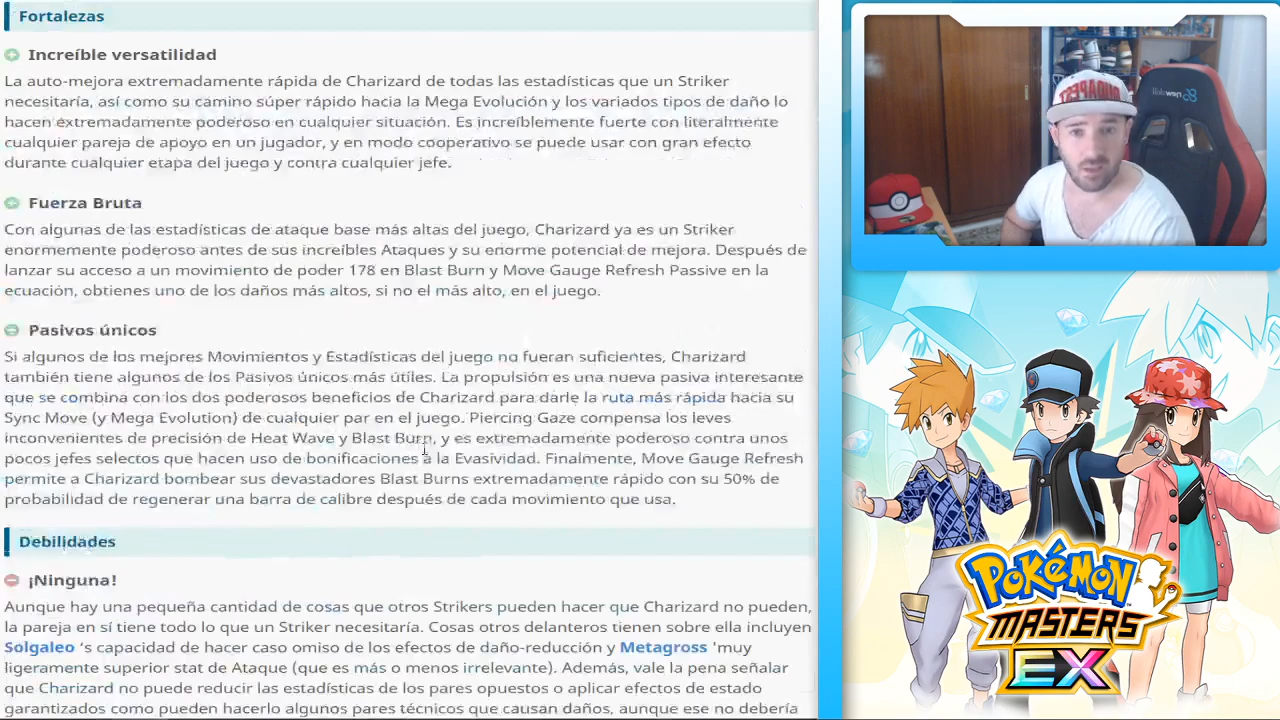 Fortalezas
Increíble versatilidad
La auto-mejora extremadamente rápida de Charizard de todas las estadísticas que un Striker
necesitaría, así como su camino súper rápido hacia la Mega Evolución y los variados tipos de daño lo
hacen extremadamente poderoso en cualquier situación. Es increíblemente fuerte con literalmente
cualquier pareja de apoyo en un jugador, y en modo cooperativo se puede usar con gran efecto
durante cualquier etapa del juego y contra cualquier jefe.
Fuerza Bruta
Con algunas de las estadísticas de ataque base más altas del juego, Charizard ya es un Striker
enormemente poderoso antes de sus increíbles Ataques y su enorme potencial de mejora. Después de
lanzar su acceso a un movimiento de poder 178 en Blast Burn y Move Gauge Refresh Passive en la
ecuación, obtienes uno de los daños más altos, si no el más alto, en el juego.
Pasivos únicos
Si algunos de los mejores Movimientos y Estadísticas del juego no fueran suficientes, Charizard
también tiene algunos de los Pasivos únicos más útiles. La propulsión es una nueva pasiva interesante
que se combina con los dos poderosos beneficios de Charizard para darle la ruta más rápida hacia su
Sync Move (y Mega Evolution) de cualquier par en el juego. Piercing Gaze compensa los leves
inconvenientes de precisión de Heat Wave y Blast Burn, y es extremadamente poderoso contra unos
pocos jefes selectos que hacen uso de bonificaciones a la Evasividad. Finalmente, Move Gauge Refresh
permite a Charizard bombear sus devastadores Blast Burns extremadamente rápido con su 50% de
probabilidad de regenerar una barra de calibre después de cada movimiento que usa.
Debilidades
¡Ninguna!
Aunque hay una pequeña cantidad de cosas que otros Strikers pueden hacer que Charizard no pueden,
la pareja en sí tiene todo lo que un Striker puede desear. Cosas otros delanteros tienen sobre ella incluyen
Solgaleo 's capacidad de hacer caso omiso de efectos de daño-reducción y Metagross 'muy
ligeramente superior stat de Ataque (que es más o menos irrelevante). Además, vale la pena señalar
que Charizard no puede reducir las estadísticas de los pares opuestos o aplicar efectos de estado
garantizados como pueden hacerlo algunos pares técnicos que causan daños, aunque ese no debería
BUDAPEST
newskill
POKéMON
MASTERS
EX